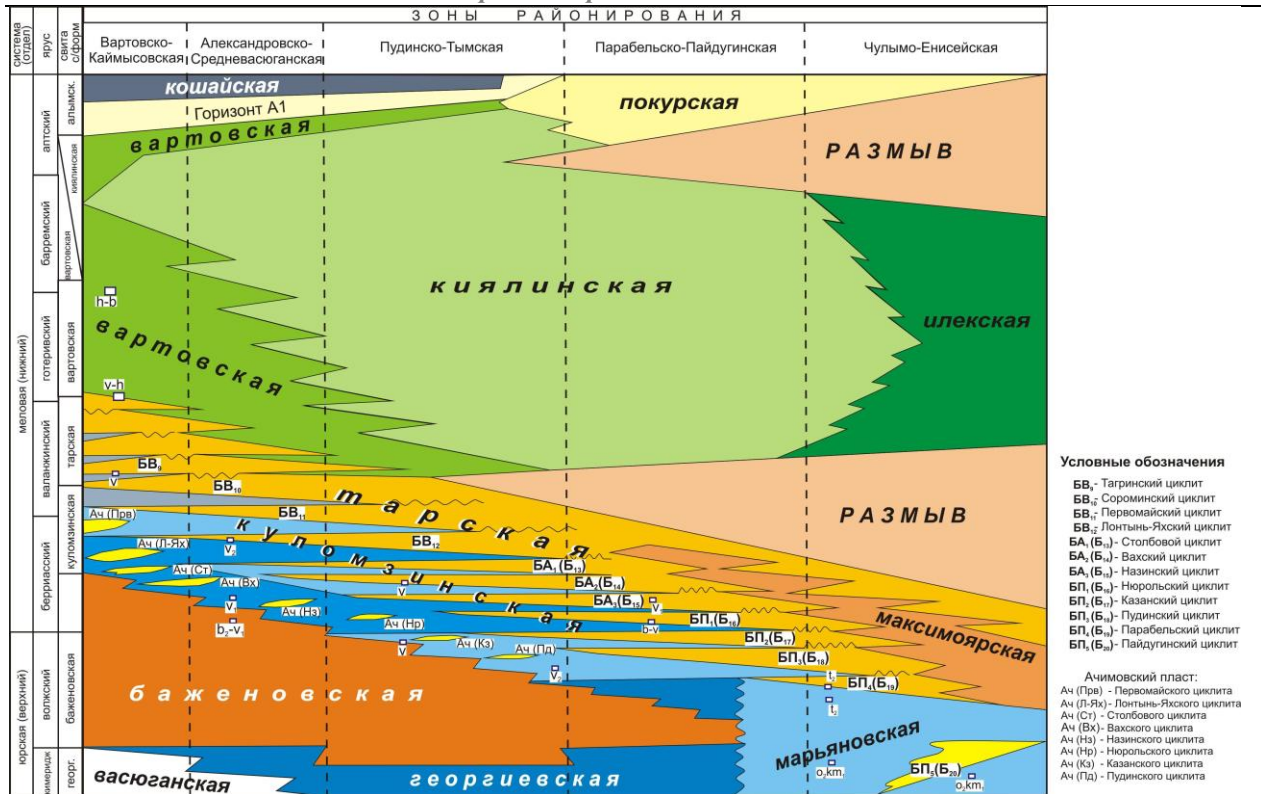 ЗОНЫ РАЙОНИРОВАНИЯ
система (отдел)
ярус
свита с/форм
Вартовско-Каймысовская
Александровско-Средневасюганская
Пудинско-Тымская
Парабельско-Пайдугинская
Чулымо-Енисейская
меловая (нижний)
юрская (верхний)
аптский
барремский
готеривский
валанжинский
берриасский
волжский
кимеридж
алымск.
киялинская
вартовская
вартовская
тарская
куломзинская
баженовская
георг.
кошайская
Горизонт А1
вартовская
покурская
РАЗМЫВ
киялинская
илекская
h-b
вартовская
v-h
БВ₉
v
БВ₁₀
тарская
РАЗМЫВ
Ач (Прв)
БВ₁₁
куломзинская
Ач (Л-Ях)
v₂
БВ₁₂
Ач (Ст)
БА₁(Б₁₃)
Ач (Вх)
v
БА₂(Б₁₄)
v₁
Ач (Нз)
БА₃(Б₁₅)
b₂-v₁
Ач (Нр)
b-v
БП₁(Б₁₆)
максимоярская
v
Ач (Кз)
БП₂(Б₁₇)
Ач (Пд)
БП₃(Б₁₈)
v₂
БП₄(Б₁₉)
t₂
баженовская
марьяновская
васюганская
георгиевская
o₂km₁
БП₅(Б₂₀)
o₂km₁
Условные обозначения
БВ₉- Тагринский циклит
БВ₁₀- Сороминский циклит
БВ₁₁- Первомайский циклит
БВ₁₂- Лонтынь-Яхский циклит
БА₁(Б₁₃)- Столбовой циклит
БА₂(Б₁₄)- Вахский циклит
БА₃(Б₁₅)- Назинский циклит
БП₁(Б₁₆)- Нюрольский циклит
БП₂(Б₁₇)- Казанский циклит
БП₃(Б₁₈)- Пудинский циклит
БП₄(Б₁₉)- Парабельский циклит
БП₅(Б₂₀)- Пайдугинский циклит
Ачимовский пласт:
Ач (Прв) - Первомайского циклита
Ач (Л-Ях) - Лонтынь-Яхского циклита
Ач (Ст) - Столбового циклита
Ач (Вх) - Вахского циклита
Ач (Нз) - Назинского циклита
Ач (Нр) - Нюрольского циклита
Ач (Кз) - Казанского циклита
Ач (Пд) - Пудинского циклита